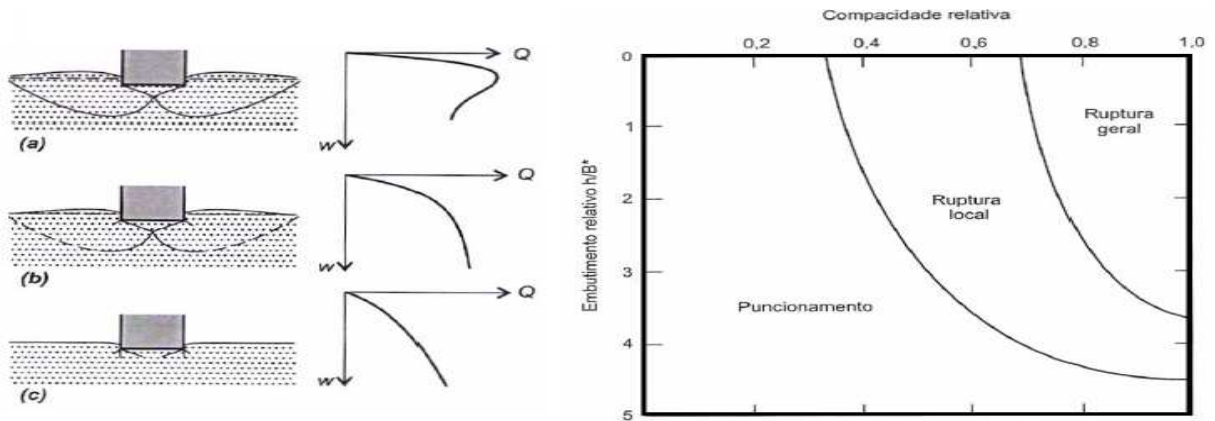 Q
w
(a)
Q
w
(b)
Q
w
(c)
Compacidade relativa
0,2 0,4 0,6 0,8 1,0
0
1
2
3
4
5
Embutimento relativo h/B*
Ruptura
geral
Ruptura
local
Puncionamento